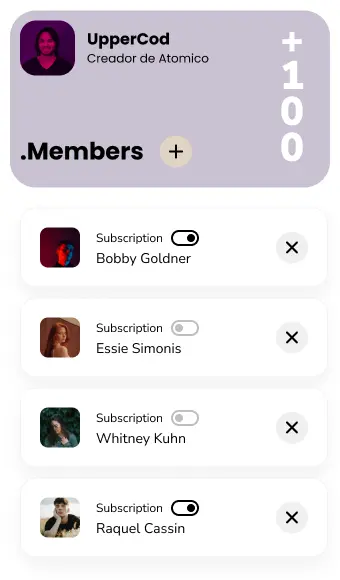 UpperCod
Creador de Atomico
+100
.Members
Subscription
Bobby Goldner
Subscription
Essie Simonis
Subscription
Whitney Kuhn
Subscription
Raquel Cassin